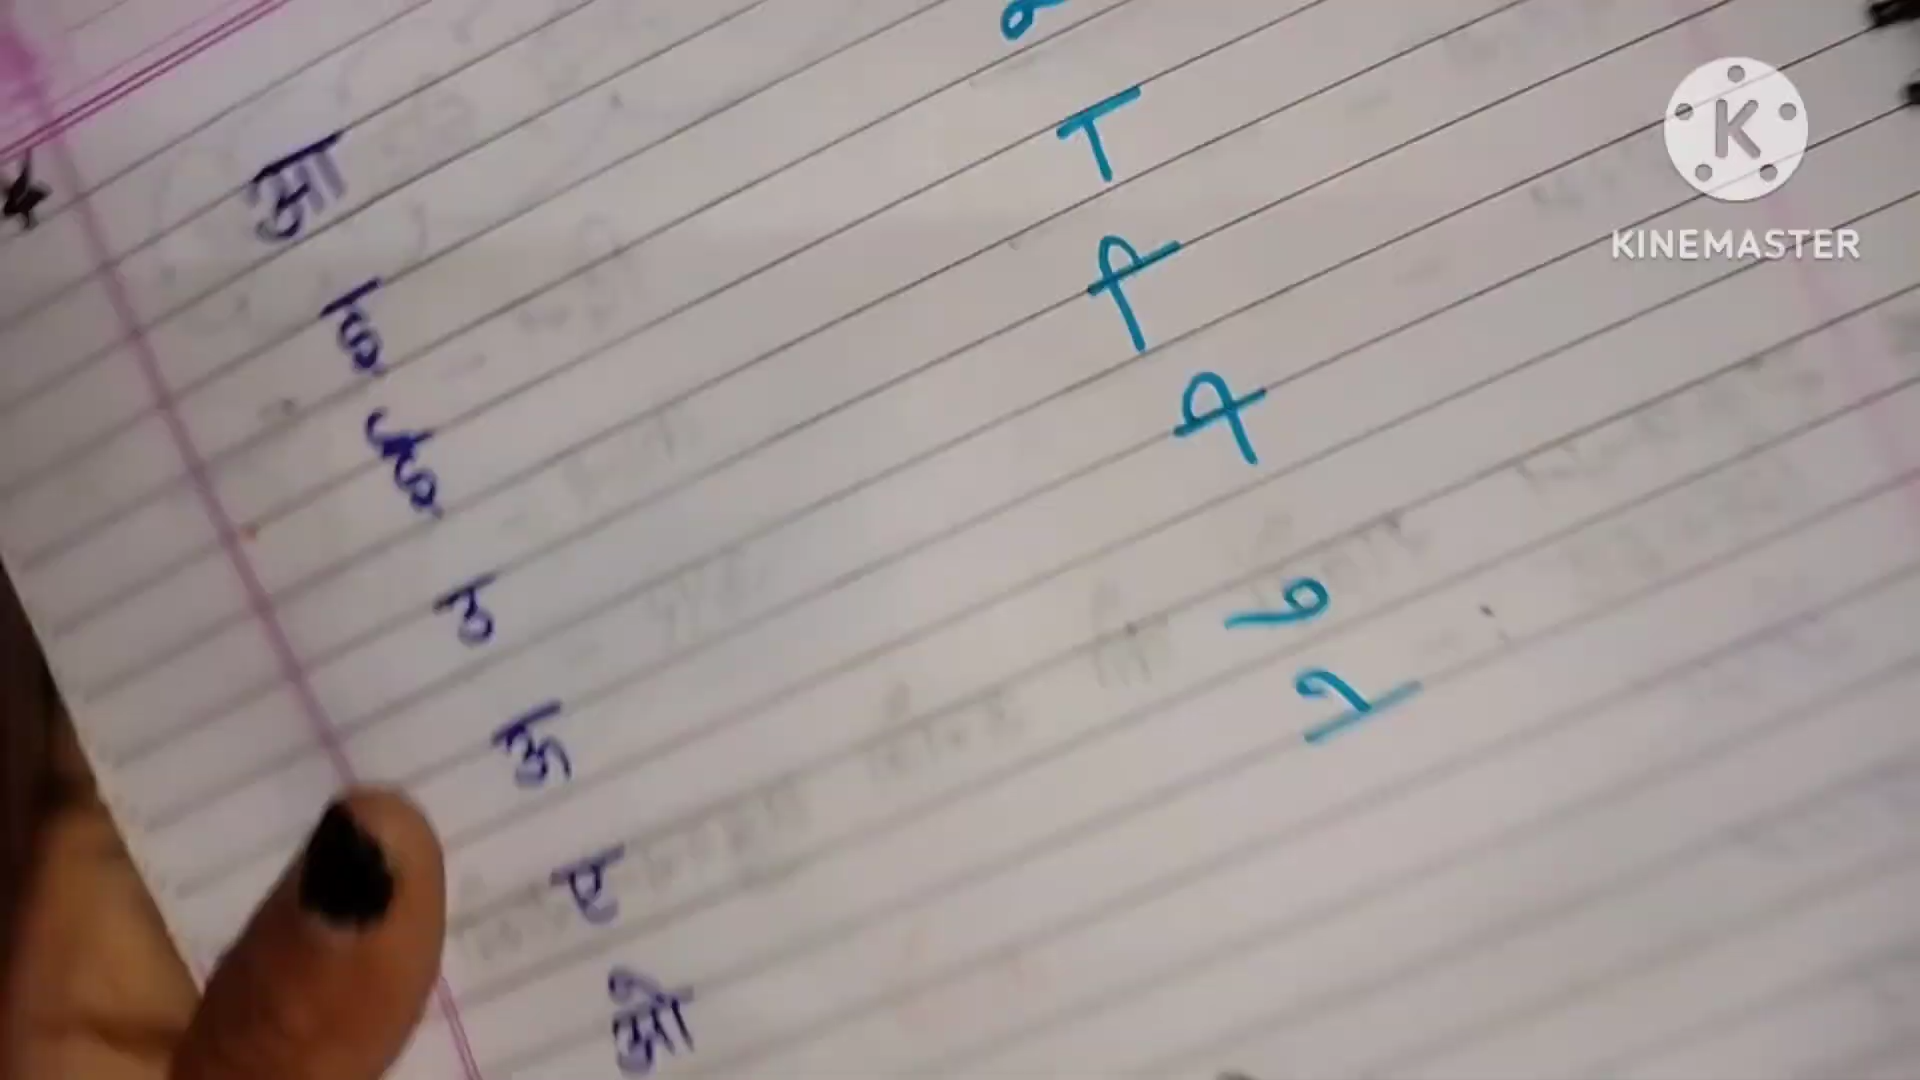 आ ा
इ ि
ई ी
उ ु
ऊ ू
ए े
ओ
KINEMASTER